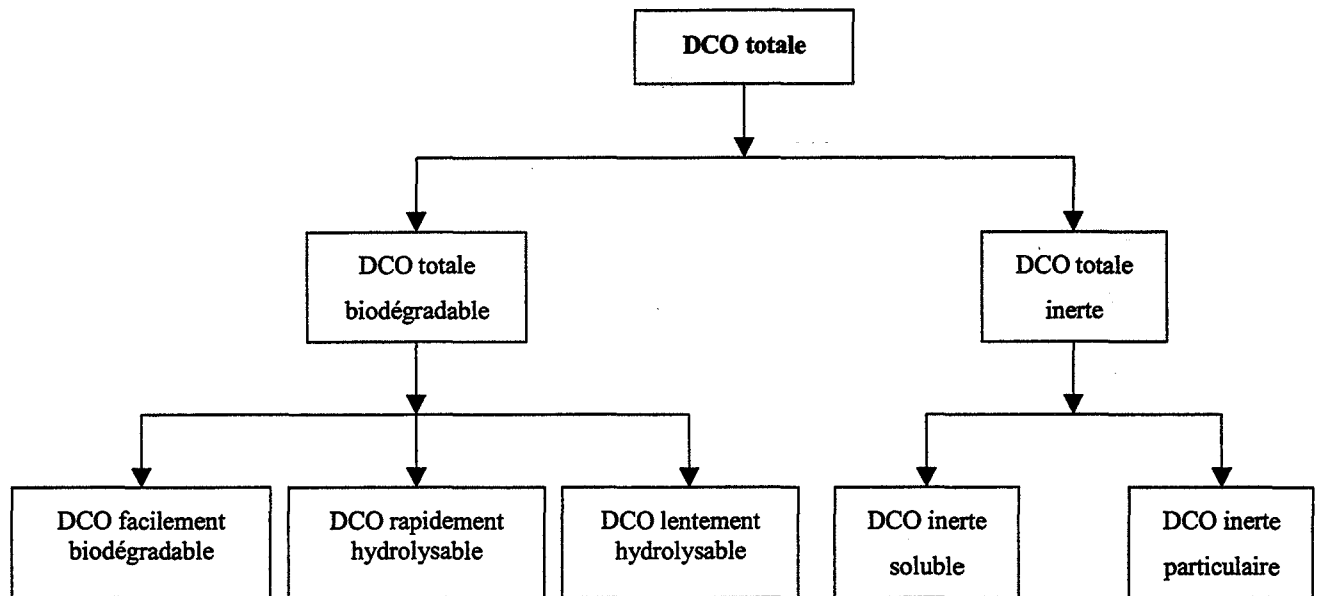 DCO totale
DCO totale
biodégradable
DCO totale
inerte
DCO facilement
biodégradable
DCO rapidement
hydrolysable
DCO lentement
hydrolysable
DCO inerte
soluble
DCO inerte
particulaire